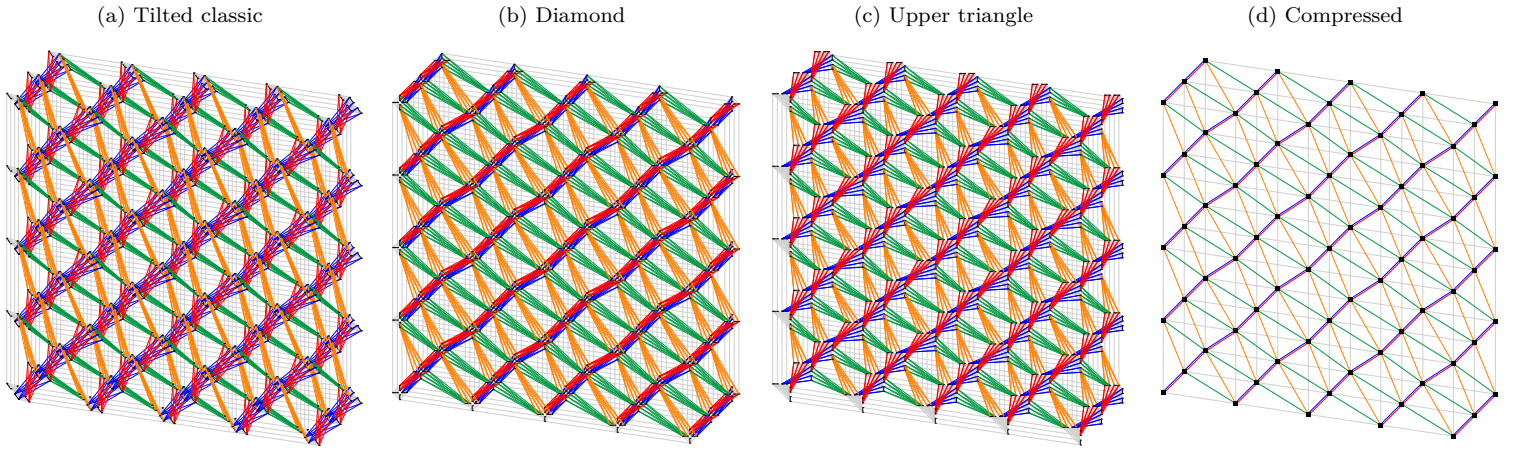 (a) Tilted classic
(b) Diamond
(c) Upper triangle
(d) Compressed